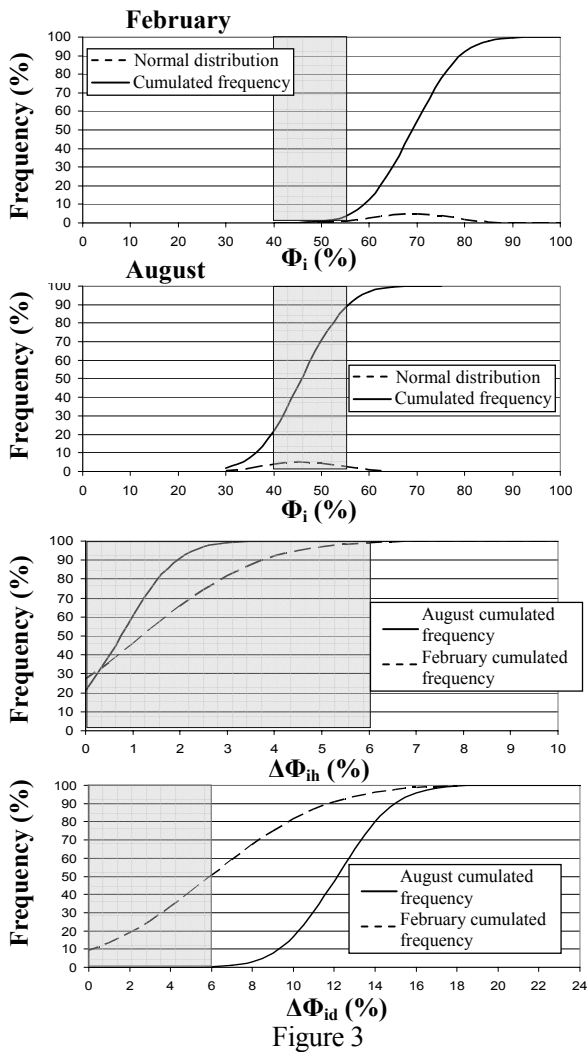 February
Frequency (%)
100
90
80
70
60
50
40
30
20
10
0
Normal distribution
Cumulated frequency
0 10 20 30 40 50 60 70 80 90 100
Φi (%)
August
Frequency (%)
100
90
80
70
60
50
40
30
20
10
0
Normal distribution
Cumulated frequency
0 10 20 30 40 50 60 70 80 90 100
Φi (%)
Frequency (%)
100
90
80
70
60
50
40
30
20
10
0
August cumulated
frequency
February cumulated
frequency
0 1 2 3 4 5 6 7 8 9 10
ΔΦih (%)
Frequency (%)
100
90
80
70
60
50
40
30
20
10
0
August cumulated
frequency
February cumulated
frequency
0 2 4 6 8 10 12 14 16 18 20 22 24
ΔΦid (%)
Figure 3